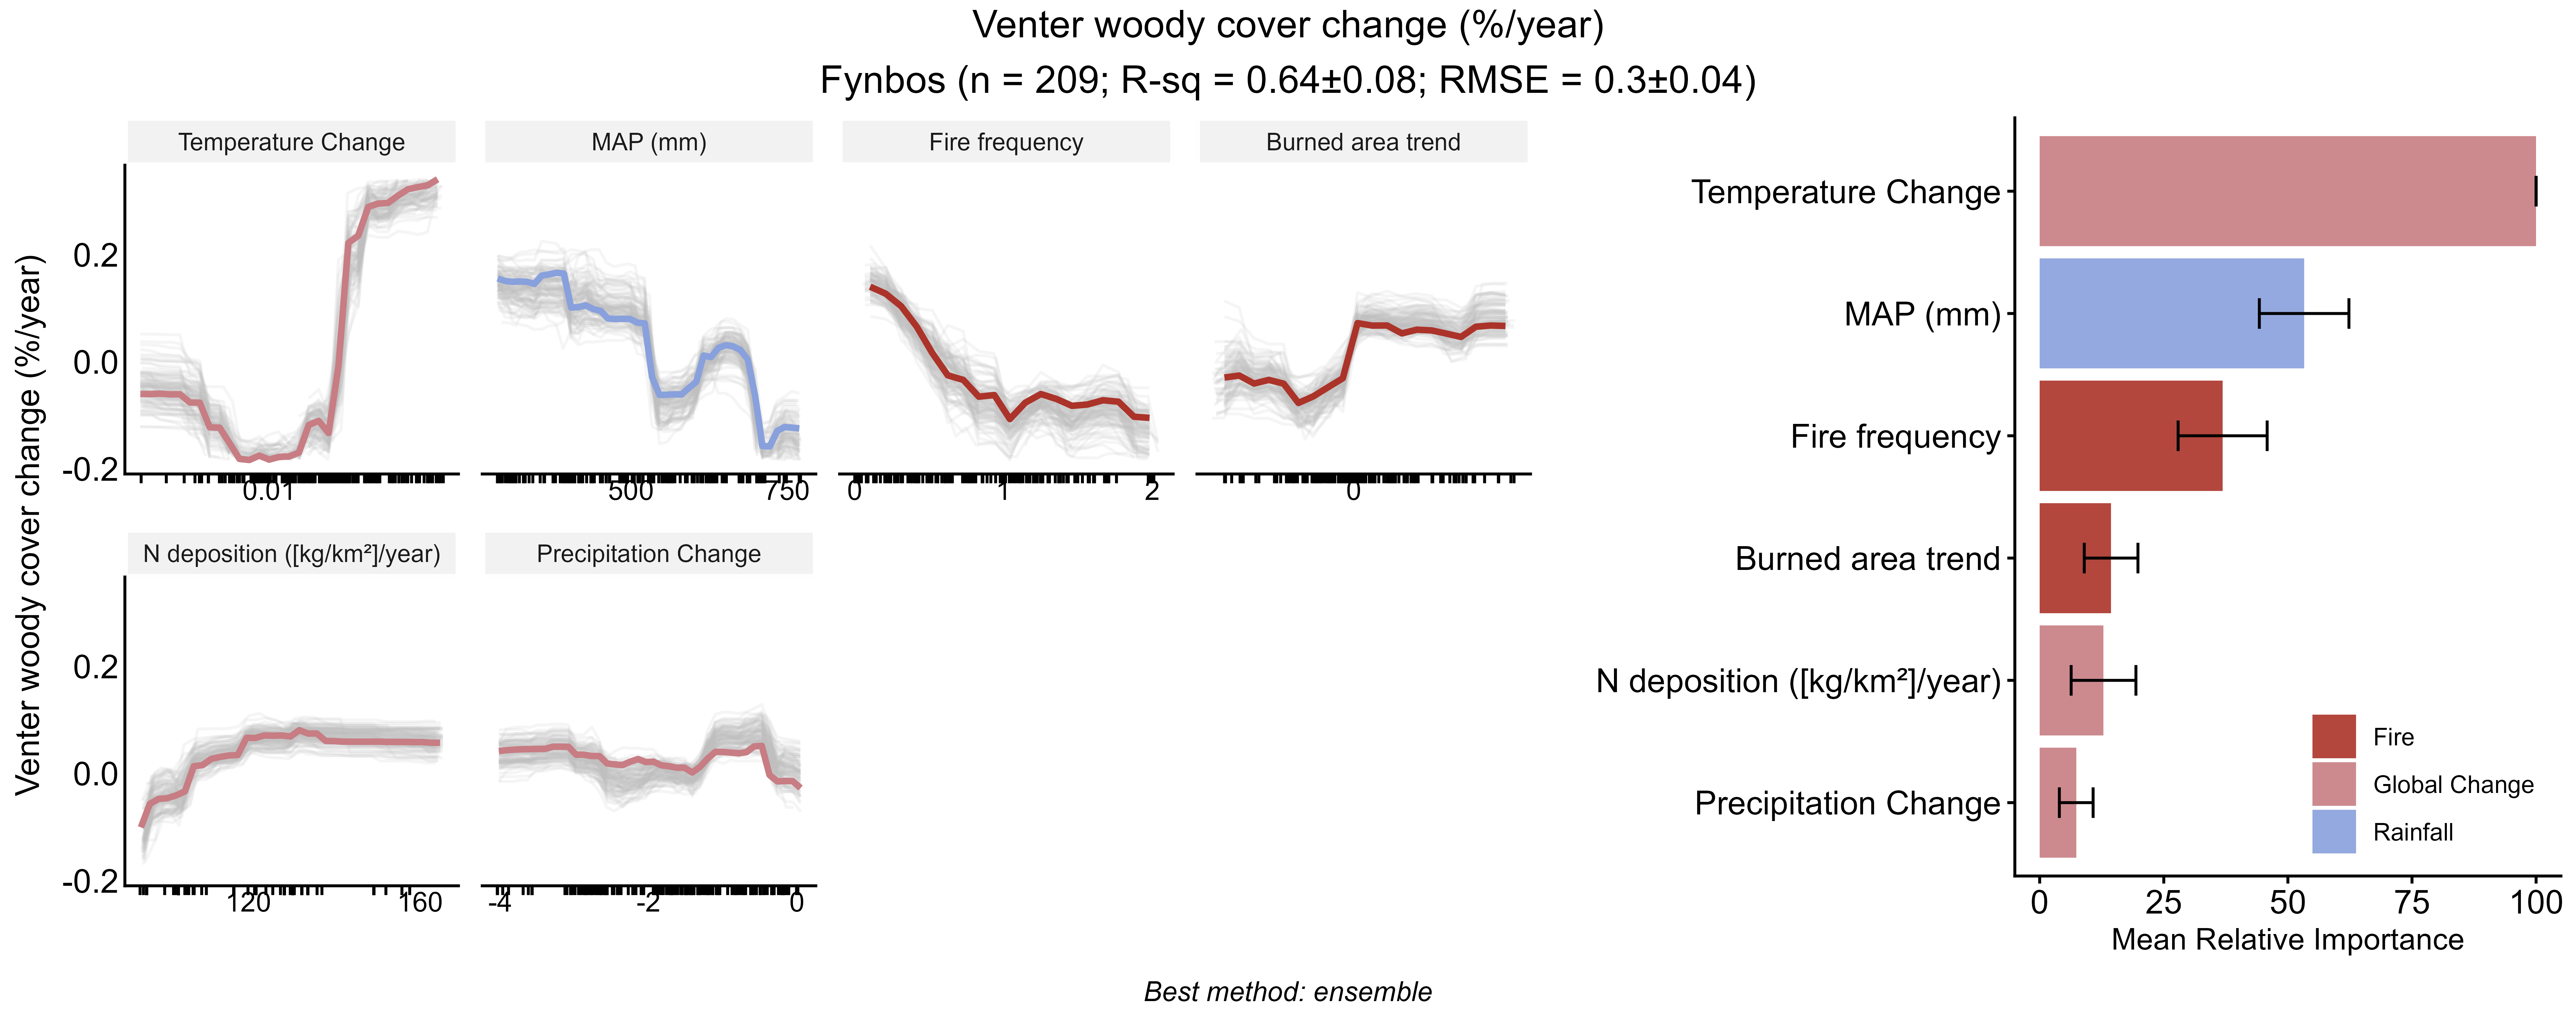 Venter woody cover change (%/year)
Fynbos (n = 209; R-sq = 0.64±0.08; RMSE = 0.3±0.04)
Venter woody cover change (%/year)
Temperature Change
MAP (mm)
Fire frequency
Burned area trend
0.2
0.0
-0.2
0.01
500 750
0 1 2
0
N deposition ([kg/km²]/year)
Precipitation Change
0.2
0.0
-0.2
120 160
-4 -2 0
Temperature Change
MAP (mm)
Fire frequency
Burned area trend
N deposition ([kg/km²]/year)
Precipitation Change
Fire
Global Change
Rainfall
0 25 50 75 100
Mean Relative Importance
Best method: ensemble